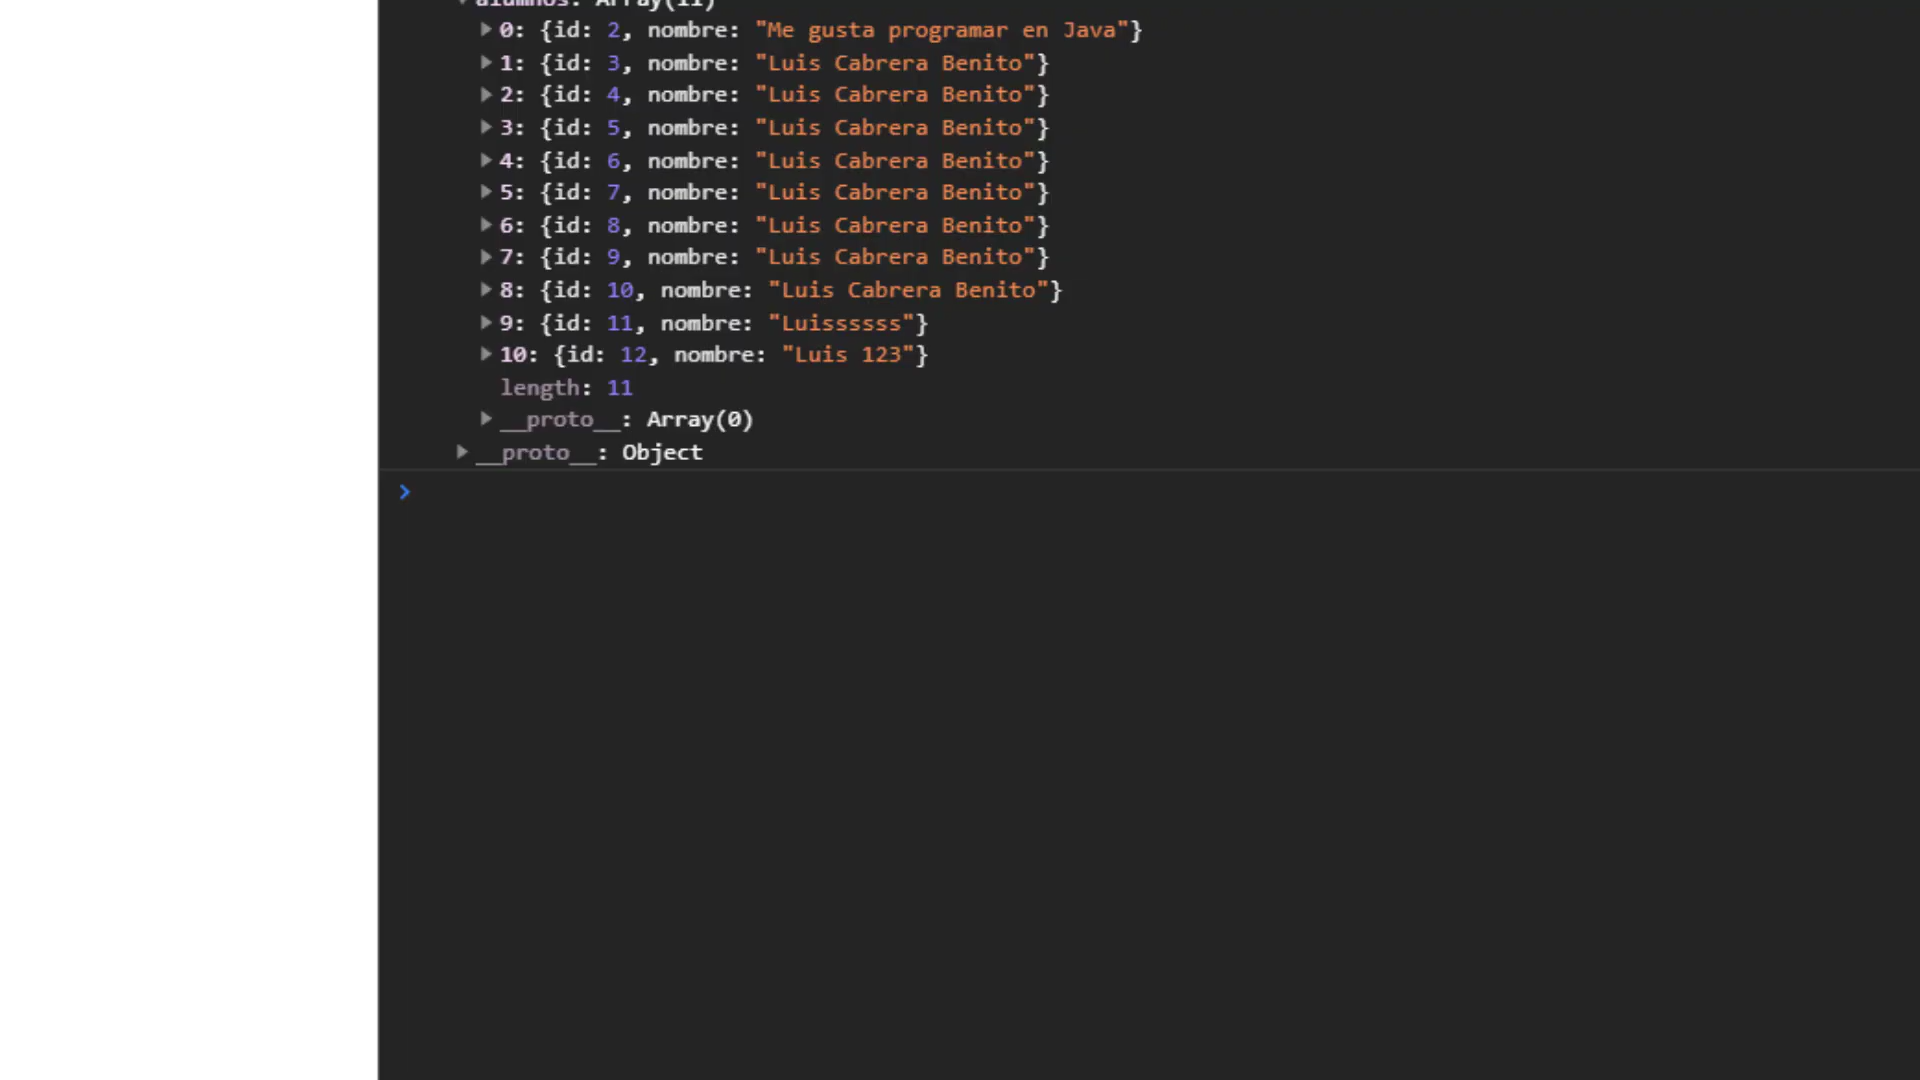 alumnos: Array(11)
0: {id: 2, nombre: "Me gusta programar en Java"}
1: {id: 3, nombre: "Luis Cabrera Benito"}
2: {id: 4, nombre: "Luis Cabrera Benito"}
3: {id: 5, nombre: "Luis Cabrera Benito"}
4: {id: 6, nombre: "Luis Cabrera Benito"}
5: {id: 7, nombre: "Luis Cabrera Benito"}
6: {id: 8, nombre: "Luis Cabrera Benito"}
7: {id: 9, nombre: "Luis Cabrera Benito"}
8: {id: 10, nombre: "Luis Cabrera Benito"}
9: {id: 11, nombre: "Luissssss"}
10: {id: 12, nombre: "Luis 123"}
length: 11
__proto__: Array(0)
__proto__: Object